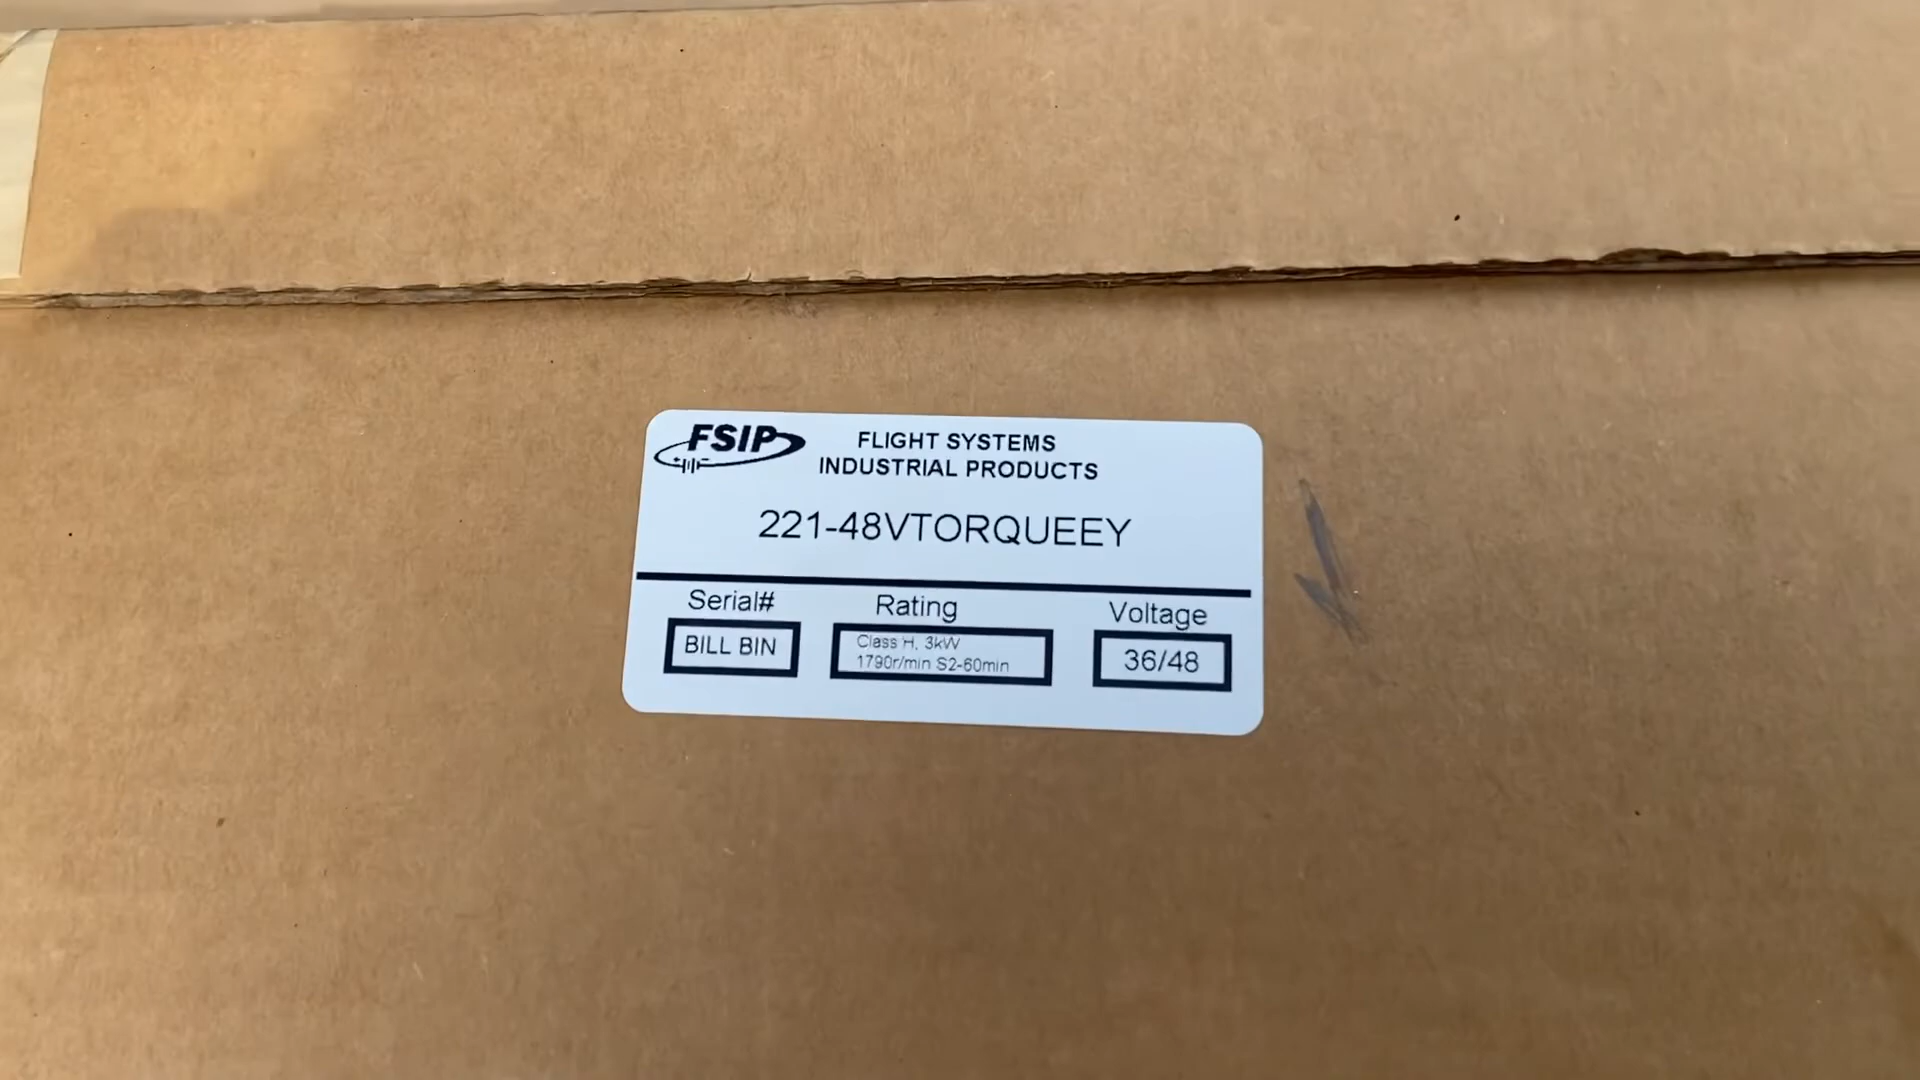 FSIP
FLIGHT SYSTEMS
INDUSTRIAL PRODUCTS
221-48VTORQUEEY
Serial#
BILL BIN
Rating
Class H, 3kW
1790r/min S2-60min
Voltage
36/48